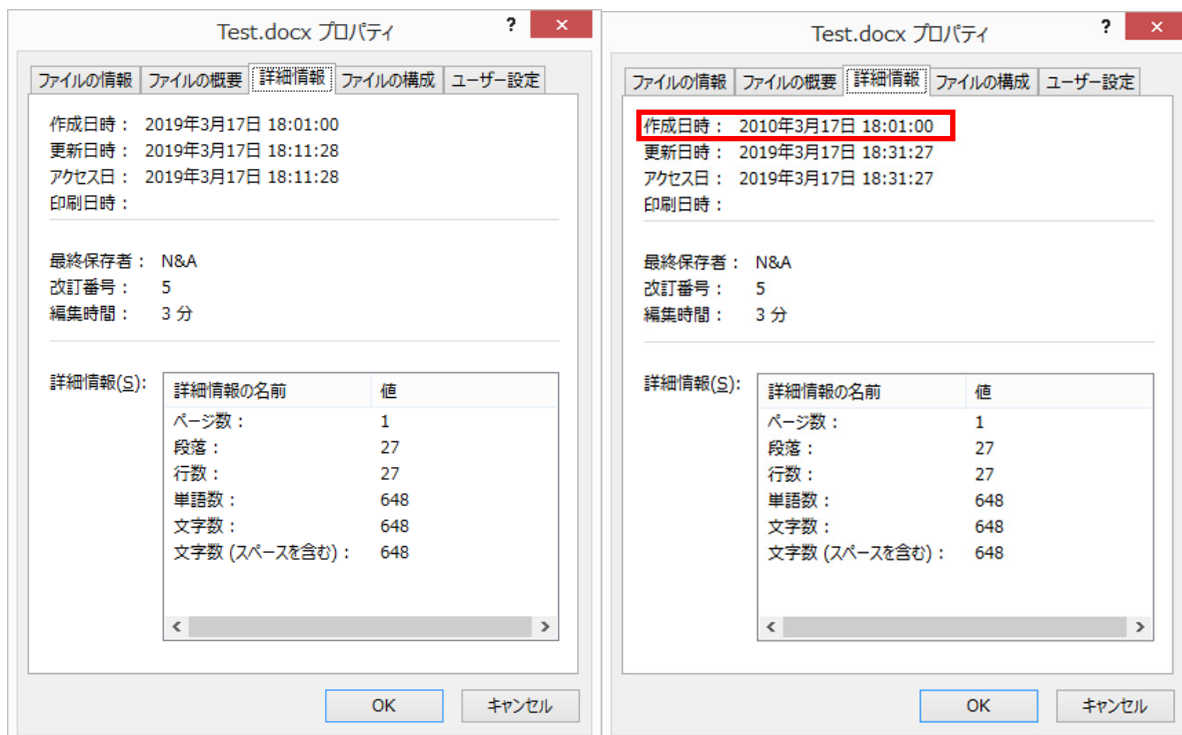 Test.docx プロパティ
? ×
ファイルの情報 ファイルの概要 詳細情報 ファイルの構成 ユーザー設定
作成日時： 2019年3月17日 18:01:00
更新日時： 2019年3月17日 18:11:28
アクセス日： 2019年3月17日 18:11:28
印刷日時：
最終保存者： N&A
改訂番号： 5
編集時間： 3 分
詳細情報(S):
詳細情報の名前 値
ページ数： 1
段落： 27
行数： 27
単語数： 648
文字数： 648
文字数 (スペースを含む)： 648
OK キャンセル
Test.docx プロパティ
? ×
ファイルの情報 ファイルの概要 詳細情報 ファイルの構成 ユーザー設定
作成日時： 2010年3月17日 18:01:00
更新日時： 2019年3月17日 18:31:27
アクセス日： 2019年3月17日 18:31:27
印刷日時：
最終保存者： N&A
改訂番号： 5
編集時間： 3 分
詳細情報(S):
詳細情報の名前 値
ページ数： 1
段落： 27
行数： 27
単語数： 648
文字数： 648
文字数 (スペースを含む)： 648
OK キャンセル